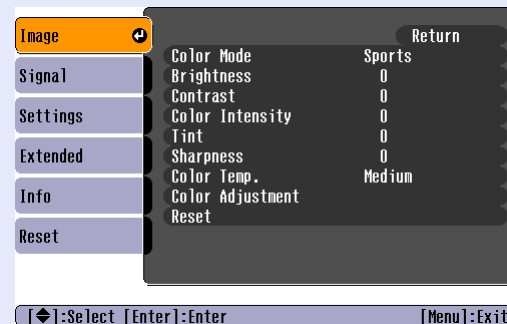 Image
Signal
Settings
Extended
Info
Reset
Return
Color Mode Sports
Brightness 0
Contrast 0
Color Intensity 0
Tint 0
Sharpness 0
Color Temp. Medium
Color Adjustment
Reset
[◆]:Select [Enter]:Enter [Menu]:Exit